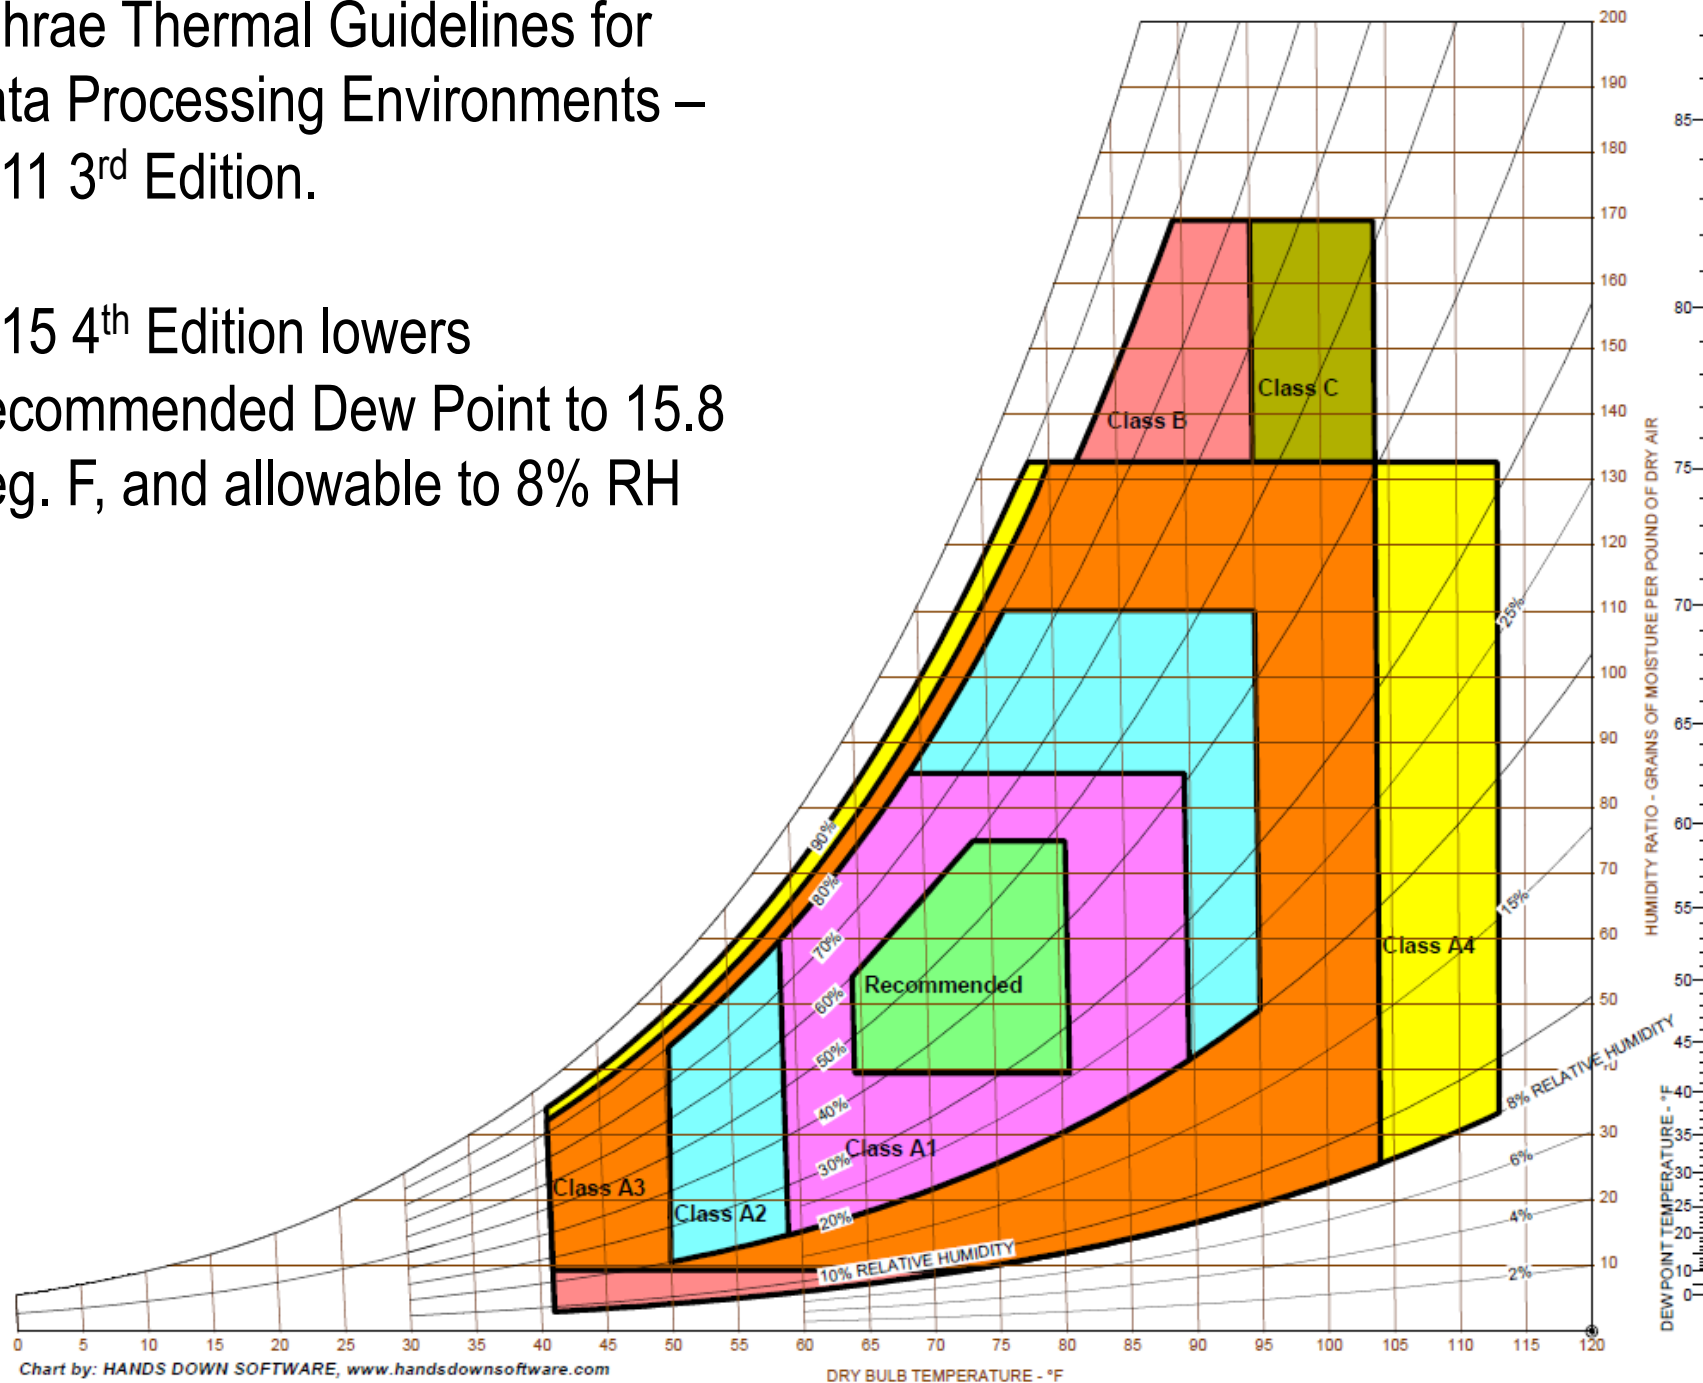 hrae Thermal Guidelines for
ata Processing Environments –
11 3rd Edition.
15 4th Edition lowers
ecommended Dew Point to 15.8
eg. F, and allowable to 8% RH
200
190
180
170
160
150
140
130
120
110
100
90
80
70
60
50
30
20
10
HUMIDITY RATIO - GRAINS OF MOISTURE PER POUND OF DRY AIR
85
80
75
70
65
60
55
50
45
40
35
30
25
20
10
0
DEW POINT TEMPERATURE - °F
Class C
Class B
Class A4
Recommended
Class A1
Class A3
Class A2
90%
80%
70%
60%
50%
40%
30%
20%
10% RELATIVE HUMIDITY
25%
15%
8% RELATIVE HUMIDITY
6%
4%
2%
0 5 10 15 20 25 30 35 40 45 50 55 60 65 70 75 80 85 90 95 100 105 110 115 120
Chart by: HANDS DOWN SOFTWARE, www.handsdownsoftware.com
DRY BULB TEMPERATURE - °F